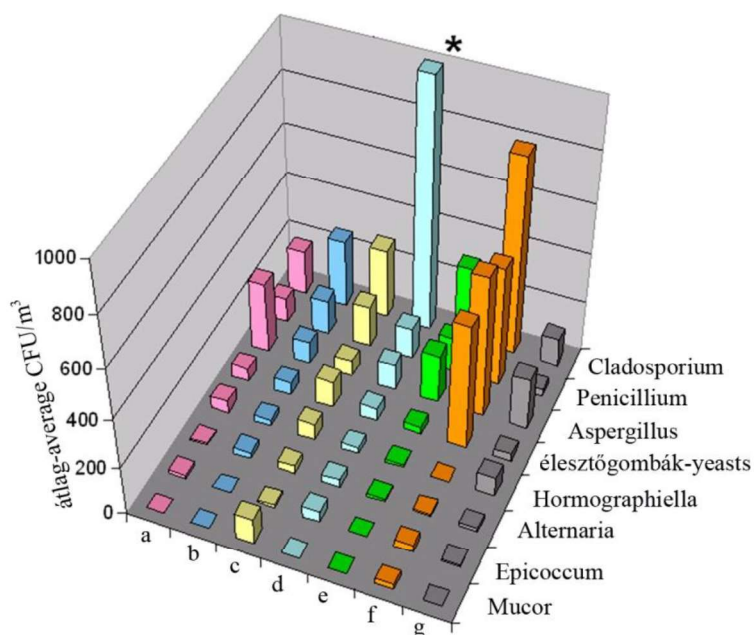 *
1000
800
600
400
200
0
átlag-average CFU/m³
a
b
c
d
e
f
g
Cladosporium
Penicillium
Aspergillus
élesztőgombák-yeasts
Hormographiella
Alternaria
Epicoccum
Mucor